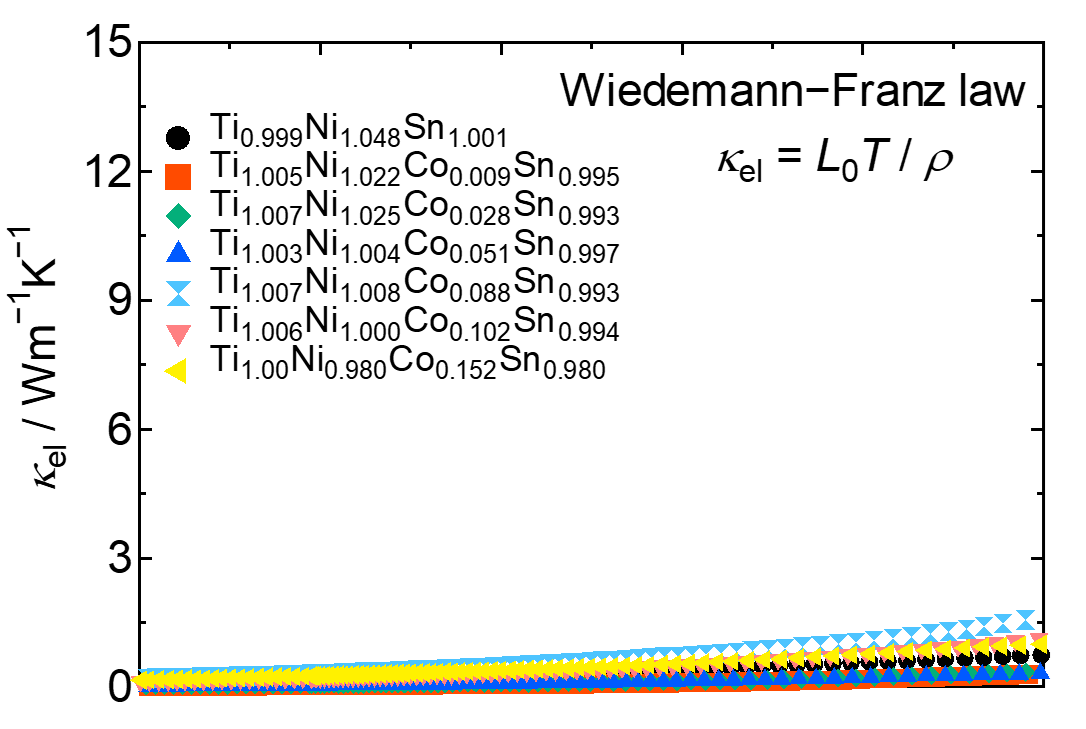 15
Wiedemann−Franz law
κel = L0T / ρ
Ti0.999Ni1.048Sn1.001
Ti1.005Ni1.022Co0.009Sn0.995
Ti1.007Ni1.025Co0.028Sn0.993
Ti1.003Ni1.004Co0.051Sn0.997
Ti1.007Ni1.008Co0.088Sn0.993
Ti1.006Ni1.000Co0.102Sn0.994
Ti1.00Ni0.980Co0.152Sn0.980
12
9
6
3
0
κel / Wm−1K−1